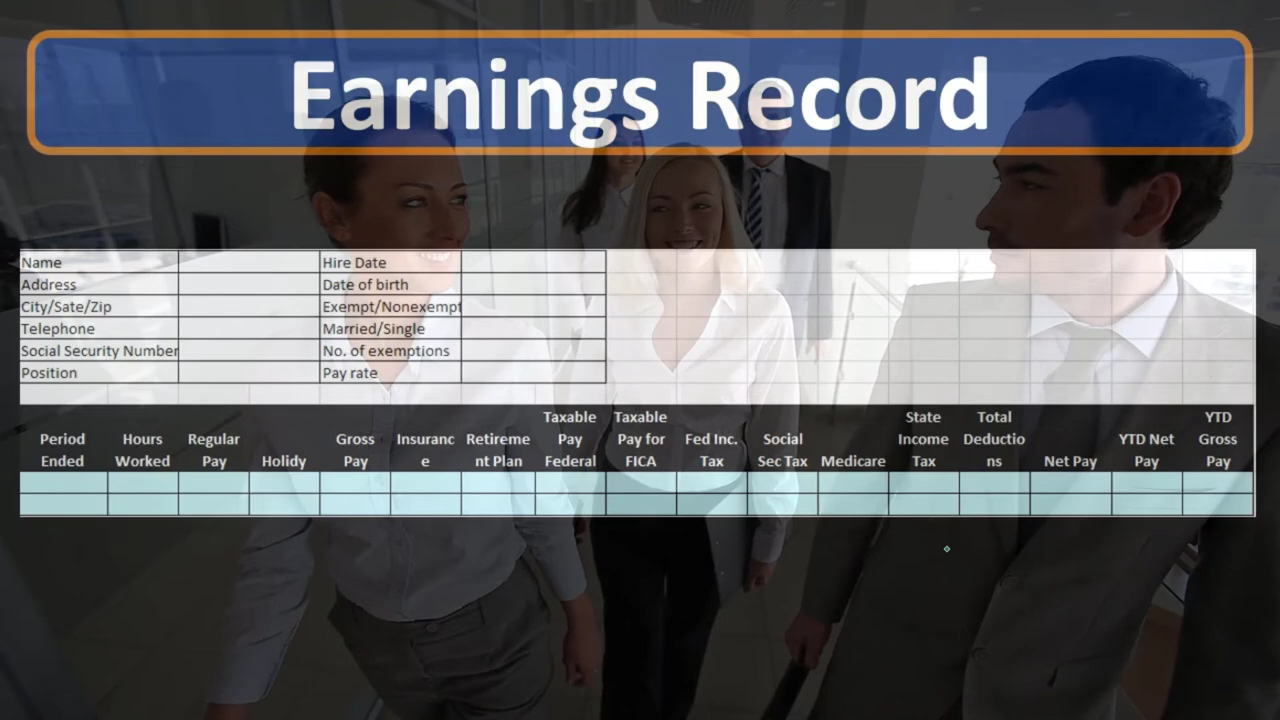 Earnings Record
Name Hire Date
Address Date of birth
City/Sate/Zip Exempt/Nonexempt
Telephone Married/Single
Social Security Number No. of exemptions
Position Pay rate
Taxable Taxable State Total YTD
Period Hours Regular Gross Insuranc Retireme Pay Pay for Fed Inc. Social Income Deductio YTD Net Gross
Ended Worked Pay Holidy Pay e nt Plan Federal FICA Tax Sec Tax Medicare Tax ns Net Pay Pay Pay